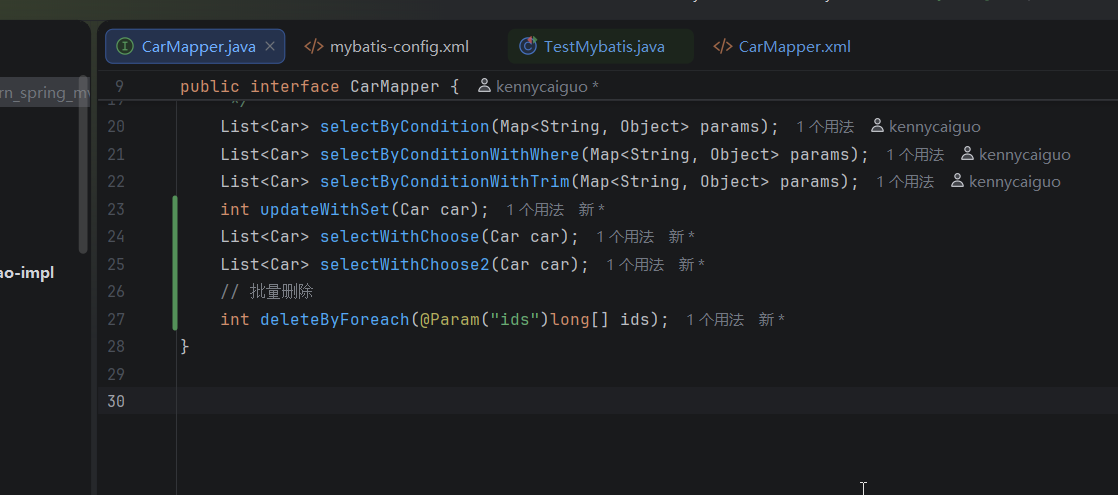 CarMapper.java × mybatis-config.xml TestMybatis.java CarMapper.xml
rn_spring_my
9 public interface CarMapper { kennycaiguo *
19 */
20 List<Car> selectByCondition(Map<String, Object> params); 1 个用法 kennycaiguo
21 List<Car> selectByConditionWithWhere(Map<String, Object> params); 1 个用法 kennycaiguo
22 List<Car> selectByConditionWithTrim(Map<String, Object> params); 1 个用法 kennycaiguo
23 int updateWithSet(Car car); 1 个用法 新 *
24 List<Car> selectWithChoose(Car car); 1 个用法 新 *
ao-impl
25 List<Car> selectWithChoose2(Car car); 1 个用法 新 *
26 // 批量删除
27 int deleteByForeach(@Param("ids")long[] ids); 1 个用法 新 *
28 }
29
30